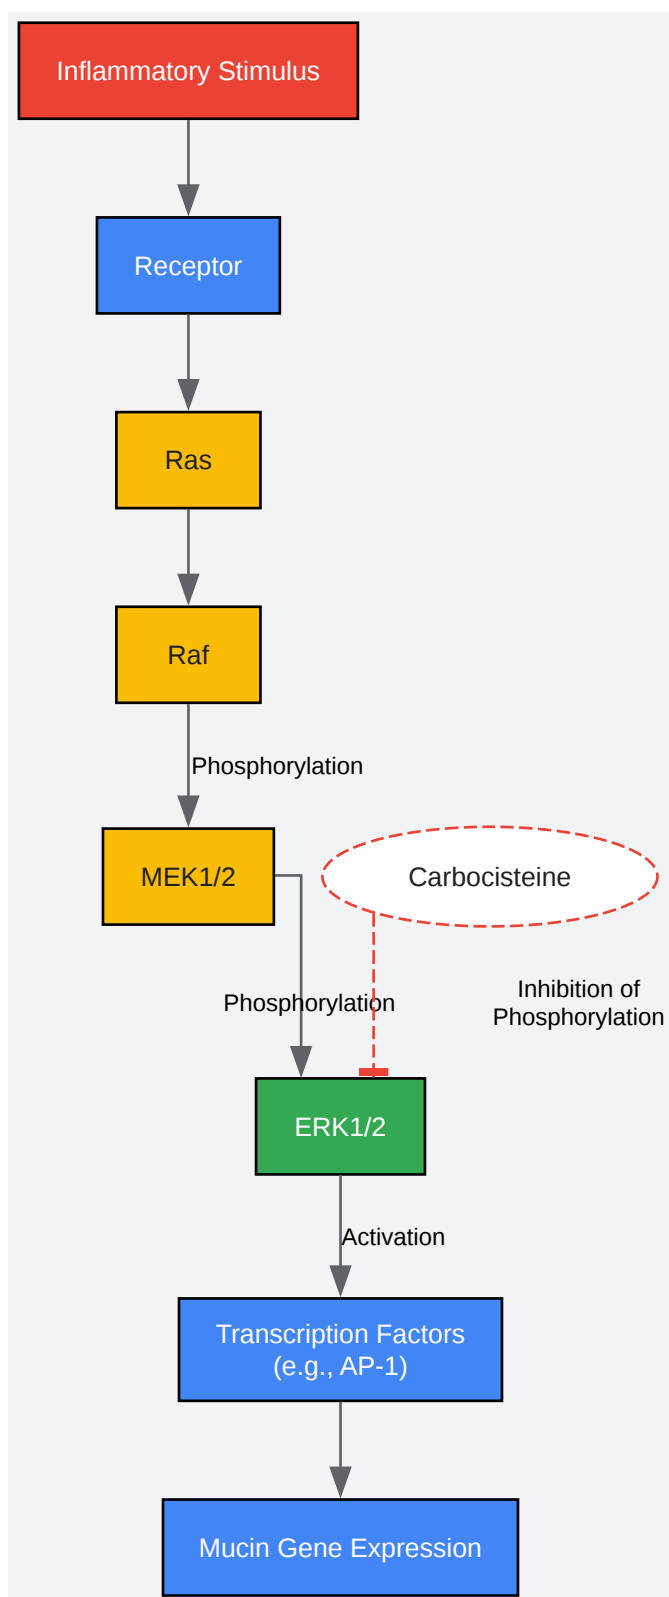 Inflammatory Stimulus
Receptor
Ras
Raf
Phosphorylation
MEK1/2
Carbocisteine
Phosphorylation
Inhibition of
Phosphorylation
ERK1/2
Activation
Transcription Factors
(e.g., AP-1)
Mucin Gene Expression